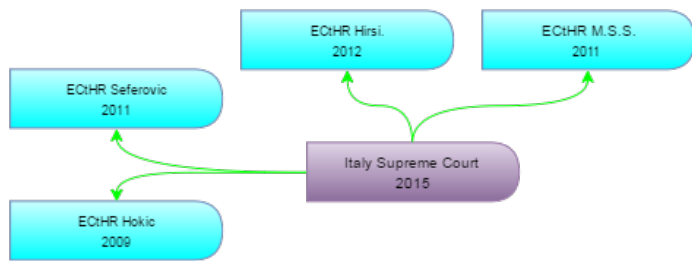 ECtHR Hirsi.
2012
ECtHR M.S.S.
2011
ECtHR Seferovic
2011
Italy Supreme Court
2015
ECtHR Hokic
2009